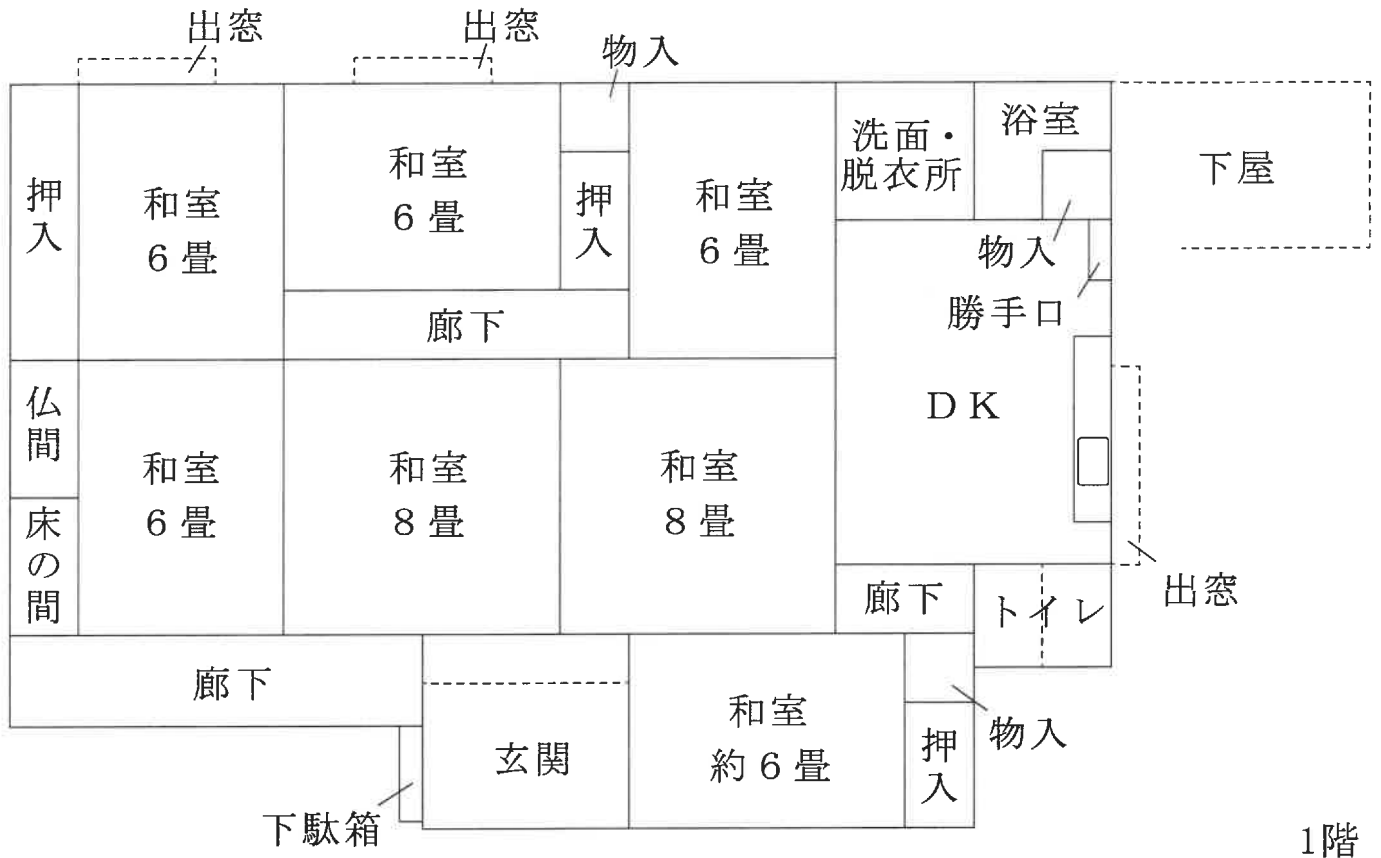 出窓
出窓
物入
押入
和室
6畳
和室
6畳
押入
和室
6畳
洗面・
脱衣所
浴室
下屋
物入
勝手口
廊下
仏間
床の間
和室
6畳
和室
8畳
和室
8畳
DK
出窓
廊下
トイレ
廊下
玄関
下駄箱
和室
約6畳
物入
押入
1階